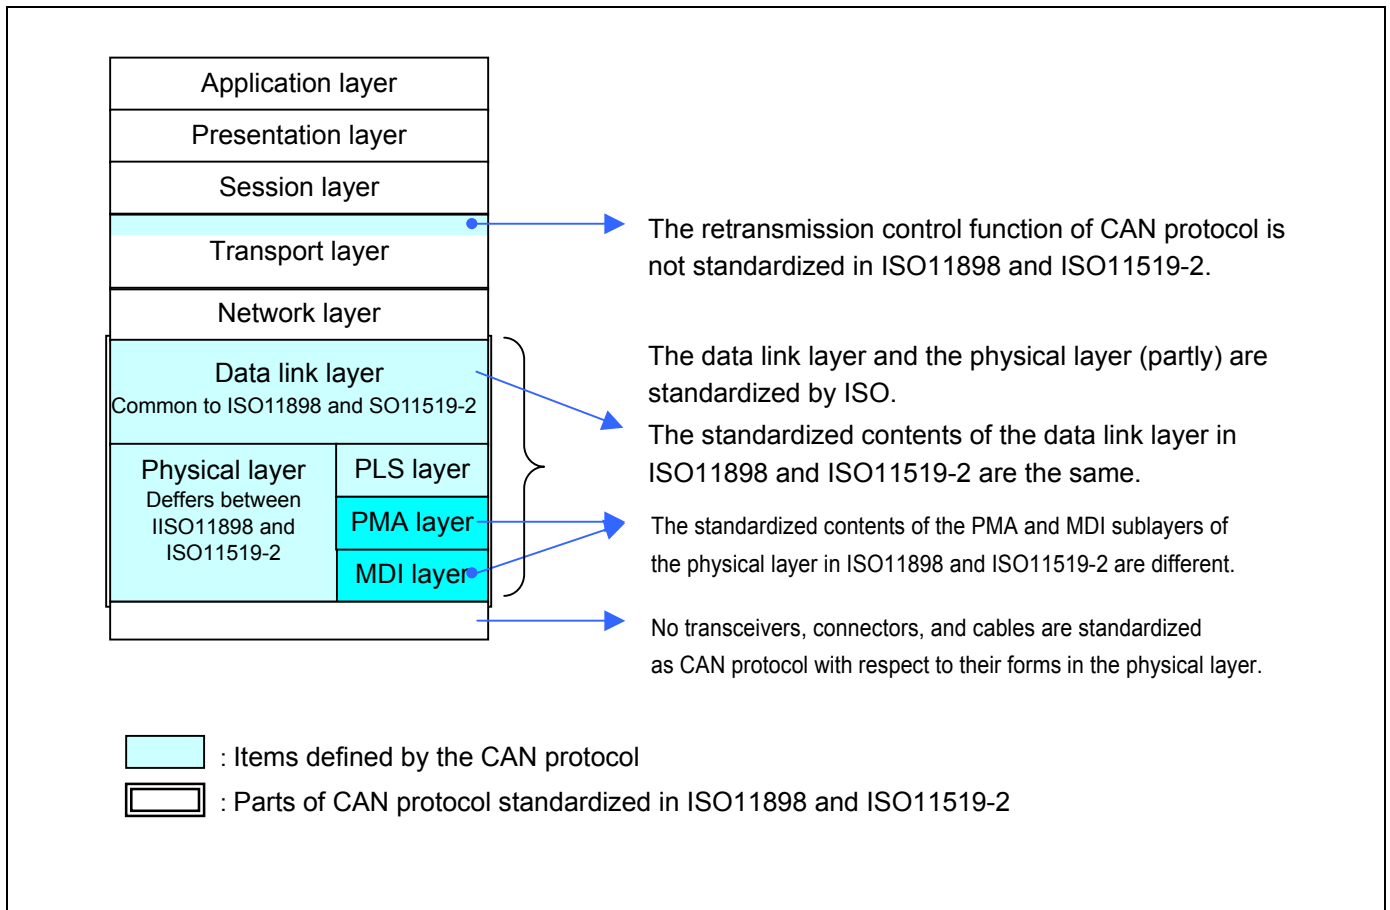 Application layer
Presentation layer
Session layer
Transport layer
Network layer
Data link layer
Common to ISO11898 and SO11519-2
Physical layer
Deffers between
IISO11898 and
ISO11519-2
PLS layer
PMA layer
MDI layer
The retransmission control function of CAN protocol is
not standardized in ISO11898 and ISO11519-2.
The data link layer and the physical layer (partly) are
standardized by ISO.
The standardized contents of the data link layer in
ISO11898 and ISO11519-2 are the same.
The standardized contents of the PMA and MDI sublayers of
the physical layer in ISO11898 and ISO11519-2 are different.
No transceivers, connectors, and cables are standardized
as CAN protocol with respect to their forms in the physical layer.
: Items defined by the CAN protocol
: Parts of CAN protocol standardized in ISO11898 and ISO11519-2